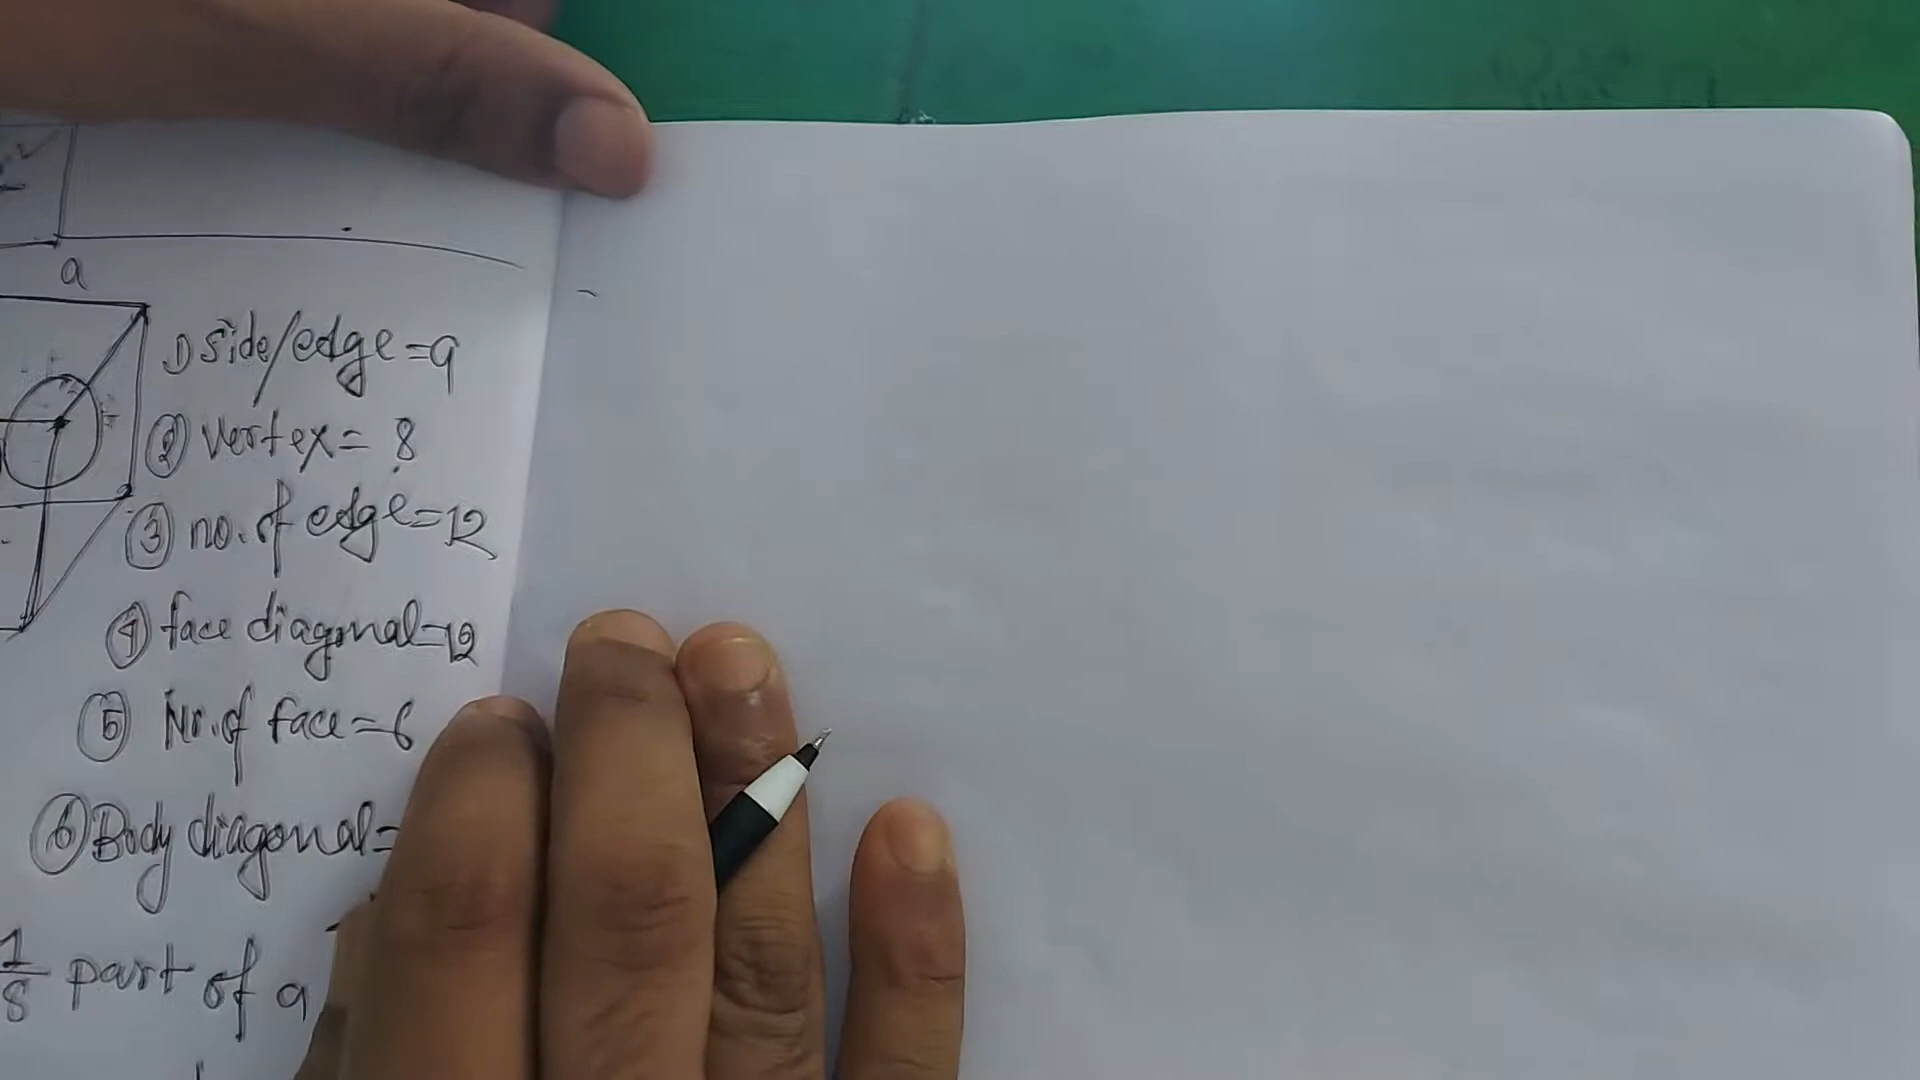 a
1) side/edge=a
② Vertex= 8
③ no. of edge=12
④ face diagonal=12
⑤ No. of face=6
⑥ Body diagonal=
1/8 part of a